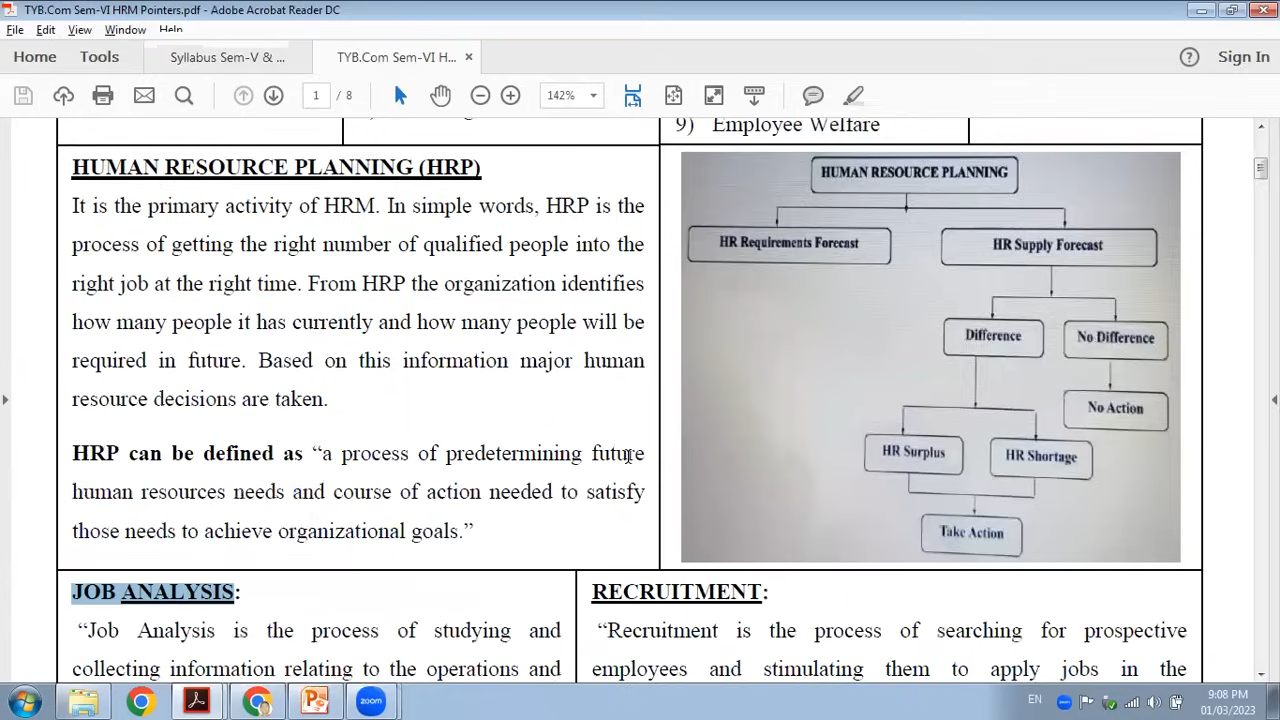 TYB.Com Sem-VI HRM Pointers.pdf - Adobe Acrobat Reader DC
File Edit View Window Help
Home Tools Syllabus Sem-V & ... TYB.Com Sem-VI H... Sign In
1 / 8 142%
9) Employee Welfare
HUMAN RESOURCE PLANNING (HRP)
It is the primary activity of HRM. In simple words, HRP is the
process of getting the right number of qualified people into the
right job at the right time. From HRP the organization identifies
how many people it has currently and how many people will be
required in future. Based on this information major human
resource decisions are taken.
HRP can be defined as “a process of predetermining future
human resources needs and course of action needed to satisfy
those needs to achieve organizational goals.”
HUMAN RESOURCE PLANNING
HR Requirements Forecast
HR Supply Forecast
Difference
No Difference
No Action
HR Surplus
HR Shortage
Take Action
JOB ANALYSIS:
“Job Analysis is the process of studying and
collecting information relating to the operations and
RECRUITMENT:
“Recruitment is the process of searching for prospective
employees and stimulating them to apply jobs in the
zoom
EN
9:08 PM
01/03/2023